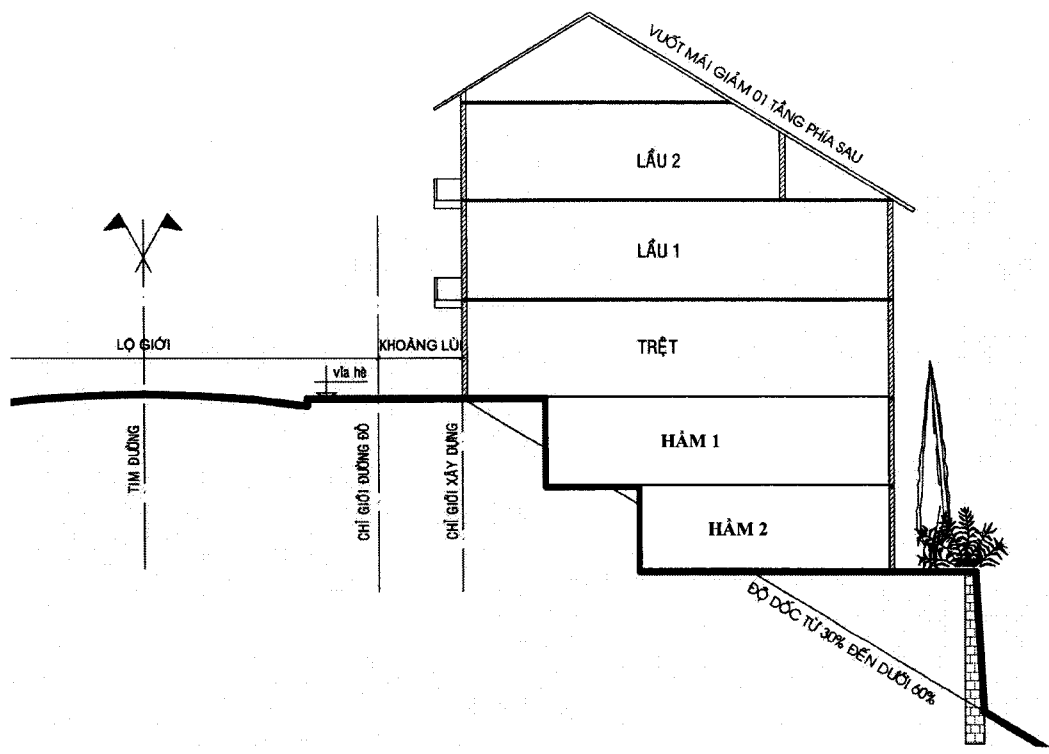 VUỐT MÁI GIẢM 01 TẦNG PHÍA SAU
LẦU 2
LẦU 1
LỘ GIỚI
KHOẢNG LÙI
TRỆT
vỉa hè
TIM ĐƯỜNG
CHỈ GIỚI ĐƯỜNG ĐỎ
CHỈ GIỚI XÂY DỰNG
HẦM 1
HẦM 2
ĐỘ DỐC TỪ 30% ĐẾN DƯỚI 60%